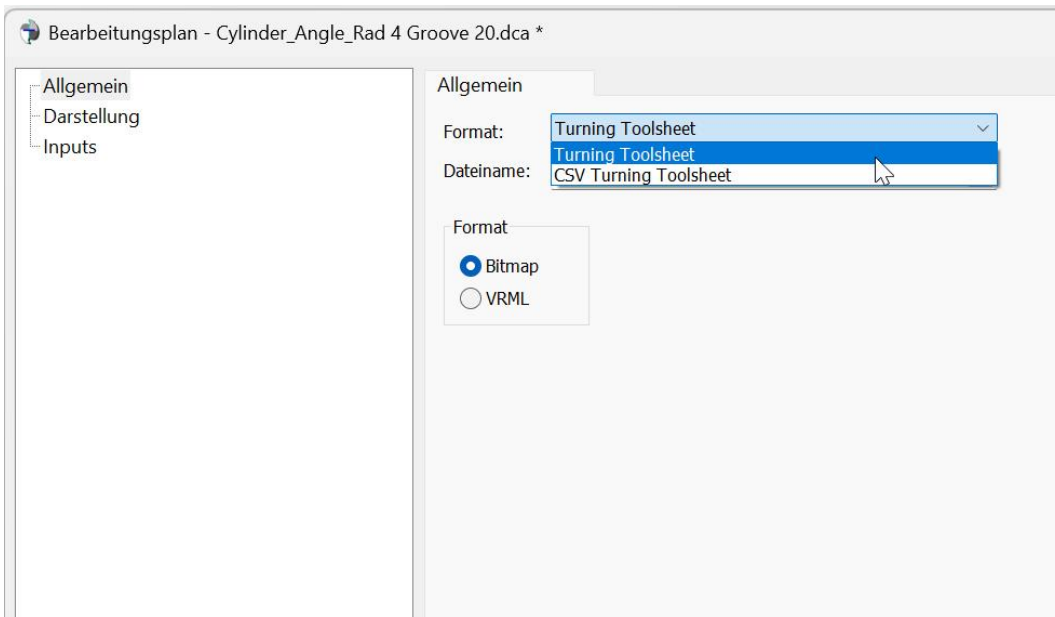 Bearbeitungsplan - Cylinder_Angle_Rad 4 Groove 20.dca *
Allgemein
Darstellung
Inputs
Allgemein
Format:
Turning Toolsheet
Turning Toolsheet
CSV Turning Toolsheet
Dateiname:
Format
Bitmap
VRML